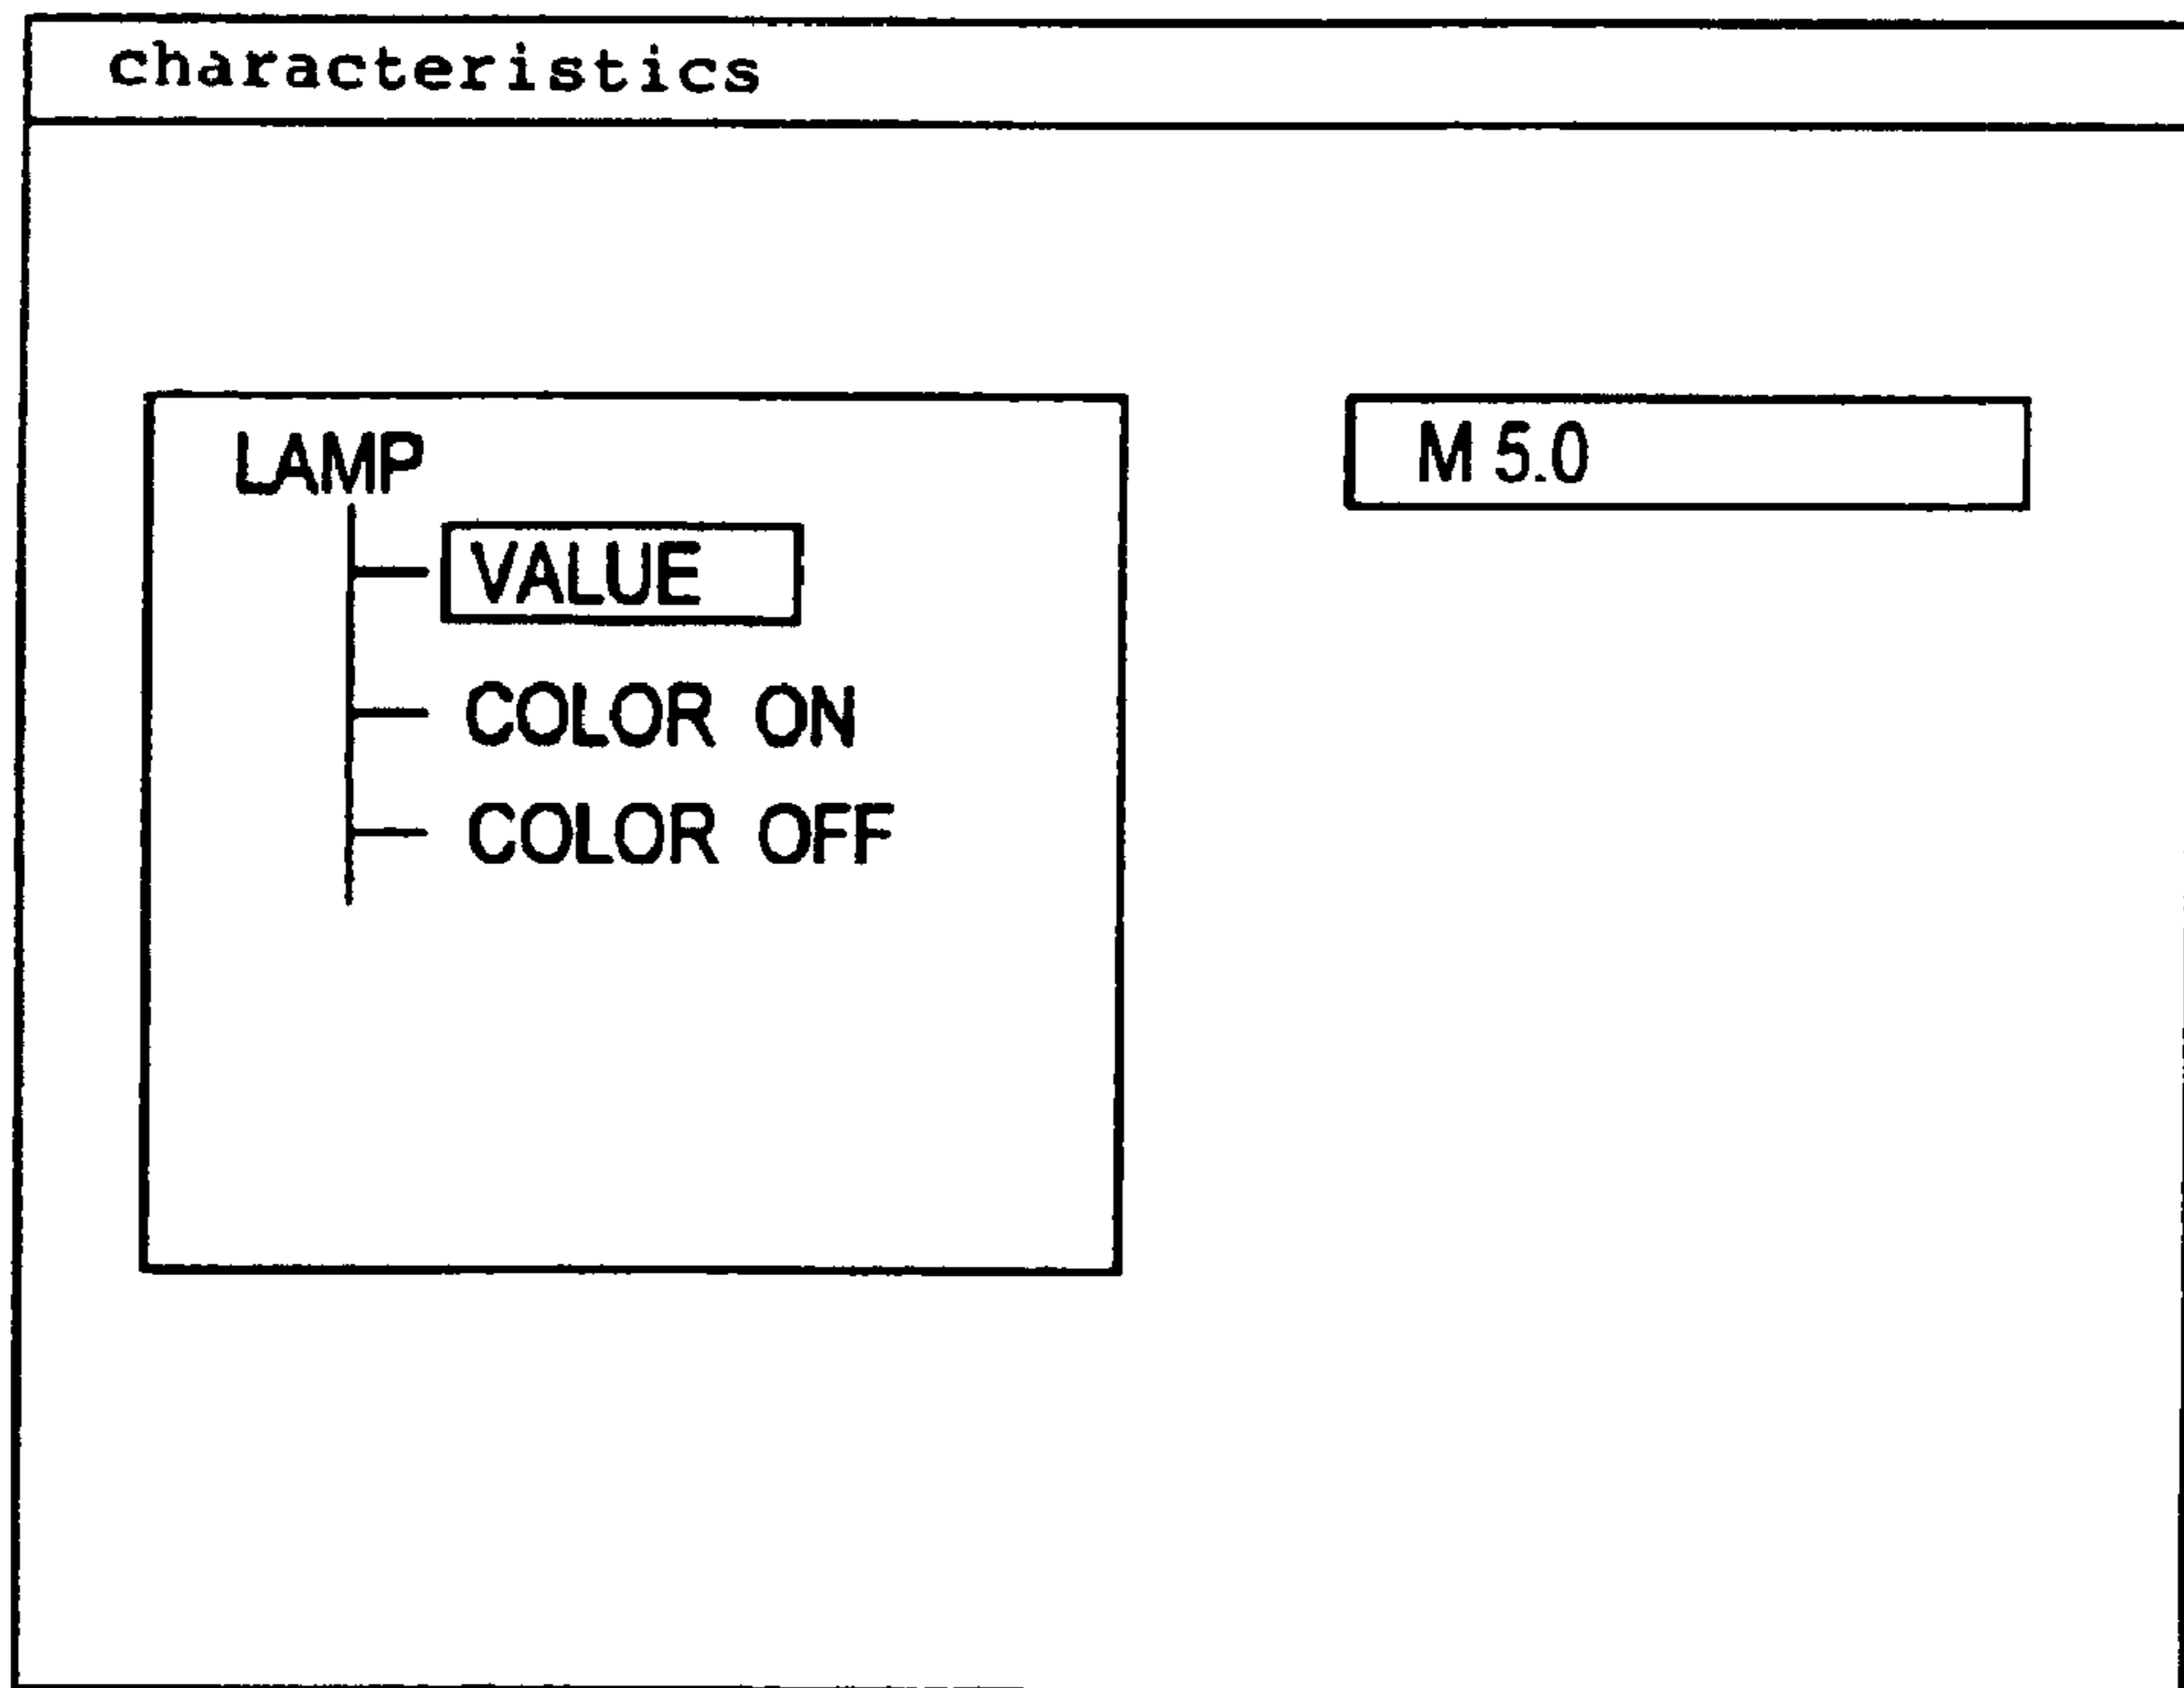 characteristics
LAMP
VALUE
COLOR ON
COLOR OFF
M 5.0